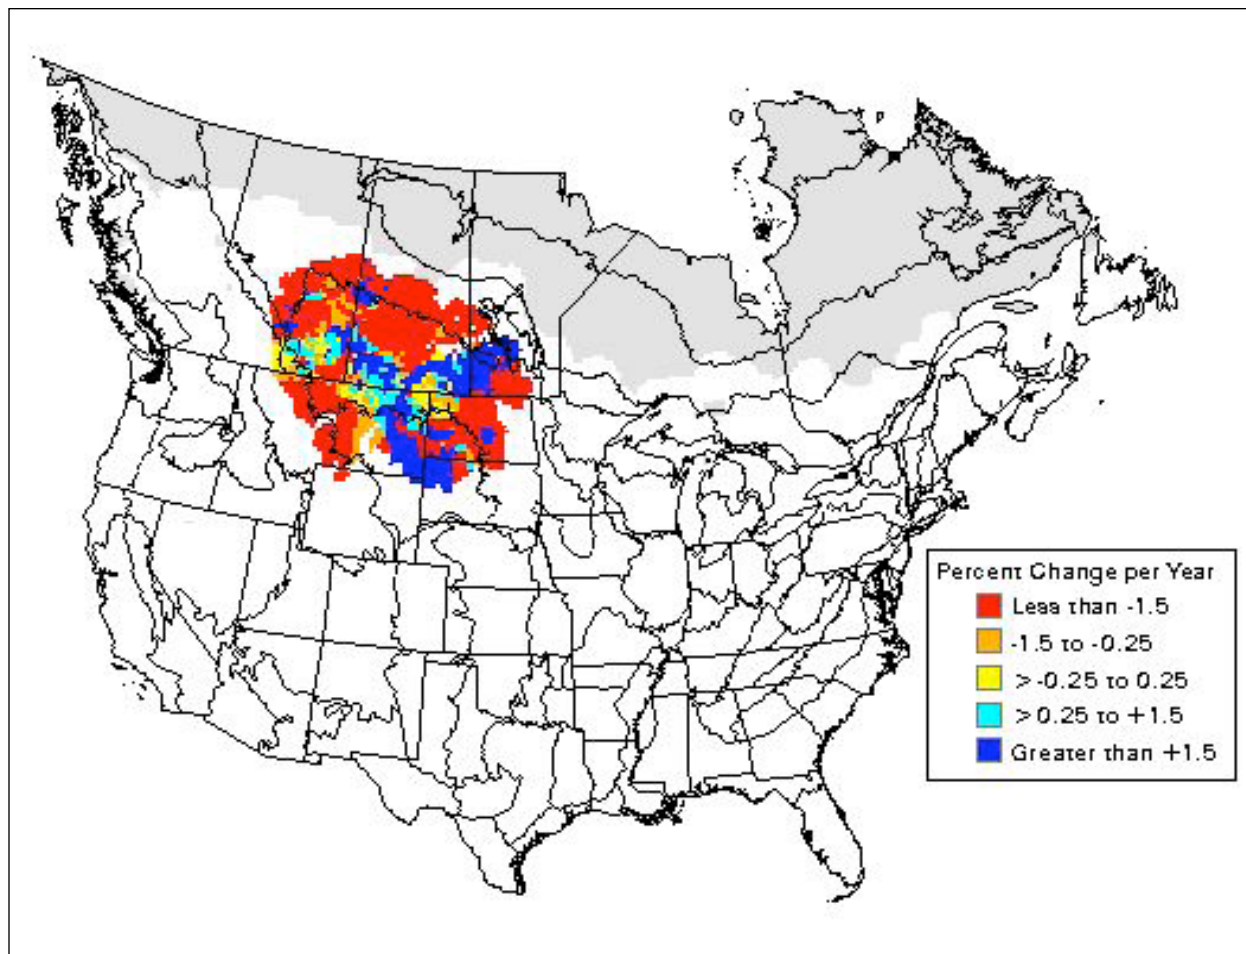 Percent Change per Year
Less than -1.5
-1.5 to -0.25
> -0.25 to 0.25
> 0.25 to +1.5
Greater than +1.5